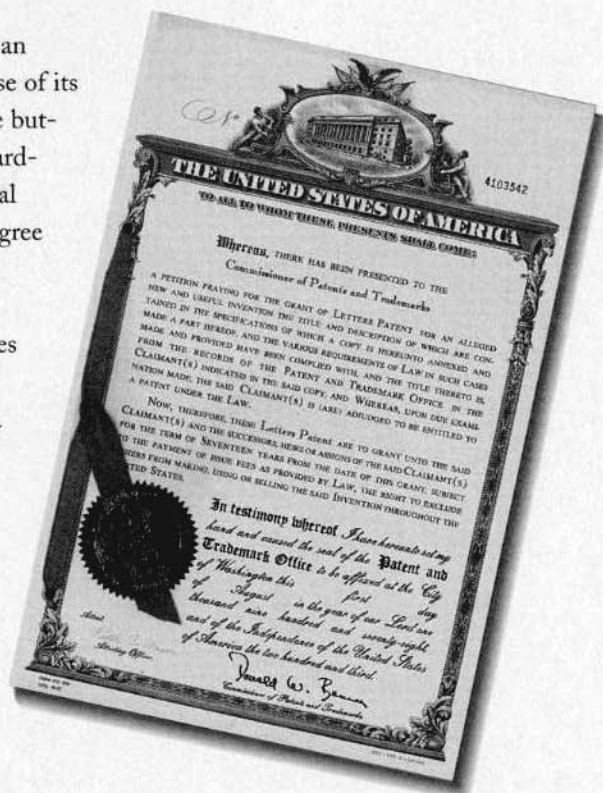 an
se of its
e but-
ard-
al
gree
es
4103542
THE UNITED STATES OF AMERICA
TO ALL TO WHOM THESE PRESENTS SHALL COME:
Whereas, THERE HAS BEEN PRESENTED TO THE
Commissioner of Patents and Trademarks
A PETITION PRAYING FOR THE GRANT OF LETTERS PATENT FOR AN ALLEGED
NEW AND USEFUL INVENTION THE TITLE AND DESCRIPTION OF WHICH ARE CON-
TAINED IN THE SPECIFICATIONS OF WHICH A COPY IS HEREUNTO ANNEXED AND
MADE A PART HEREOF, AND THE VARIOUS REQUIREMENTS OF LAW IN SUCH CASES
MADE AND PROVIDED HAVE BEEN COMPLIED WITH, AND THE TITLE THERETO IS,
FROM THE RECORDS OF THE PATENT AND TRADEMARK OFFICE IN THE
CLAIMANT(S) INDICATED IN THE SAID COPY, AND WHEREAS, UPON DUE EXAMI-
NATION MADE, THE SAID CLAIMANT(S) IS (ARE) ADJUDGED TO BE ENTITLED TO
A PATENT UNDER THE LAW.
NOW, THEREFORE, THESE Letters Patent ARE TO GRANT UNTO THE SAID
CLAIMANT(S) AND THE SUCCESSORS, HEIRS OR ASSIGNS OF THE SAID CLAIMANT(S)
FOR THE TERM OF SEVENTEEN YEARS FROM THE DATE OF THIS GRANT, SUBJECT
TO THE PAYMENT OF ISSUE FEES AS PROVIDED BY LAW, THE RIGHT TO EXCLUDE
HERS FROM MAKING, USING OR SELLING THE SAID INVENTION THROUGHOUT THE
ITED STATES.
In testimony whereof I have hereunto set my
hand and caused the seal of the Patent and
Trademark Office to be affixed at the City
of Washington this first day
of August in the year of our Lord one
thousand nine hundred and seventy-eight,
and of the Independence of the United States
of America the two hundred and third.
Attest
Attesting Officer
Donald W. Banner
Commissioner of Patents and Trademarks